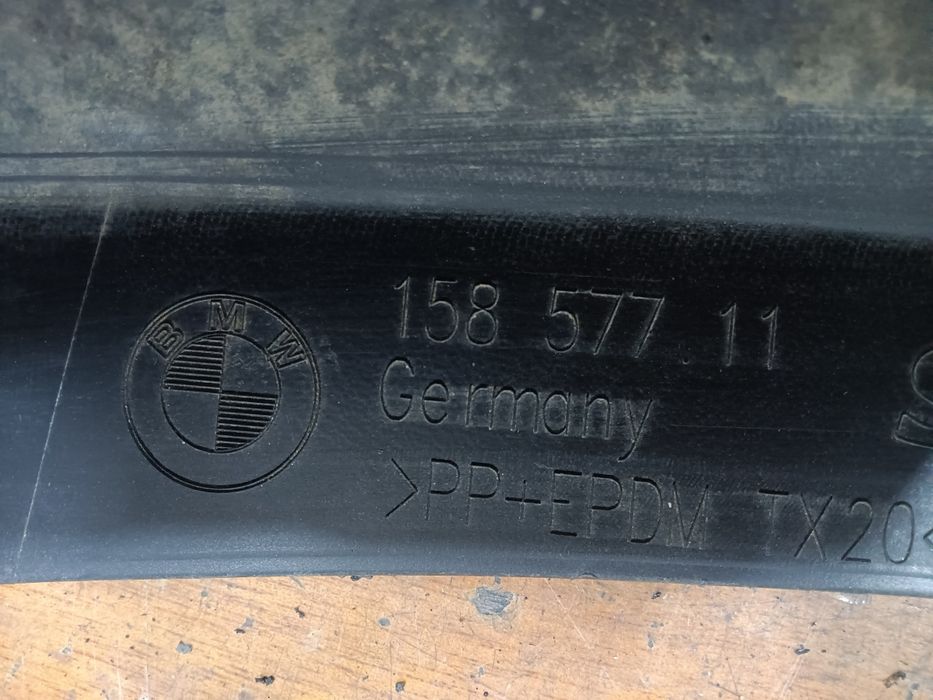 BMW
158 577.11
Germany
>PP+EPDM TX20<